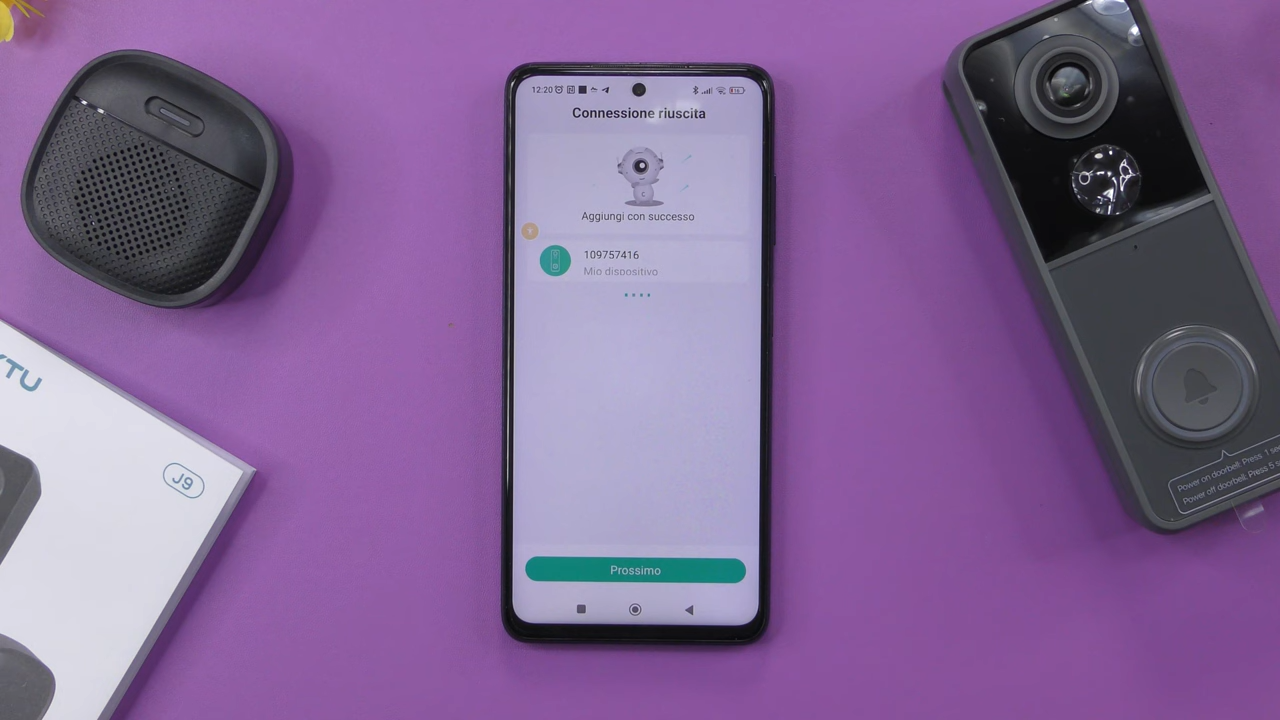 12:20
Connessione riuscita
Aggiungi con successo
109757416
Mio dispositivo
Prossimo
YTU
J9
Power on doorbell: Press 1 se
Power off doorbell: Press 5 s